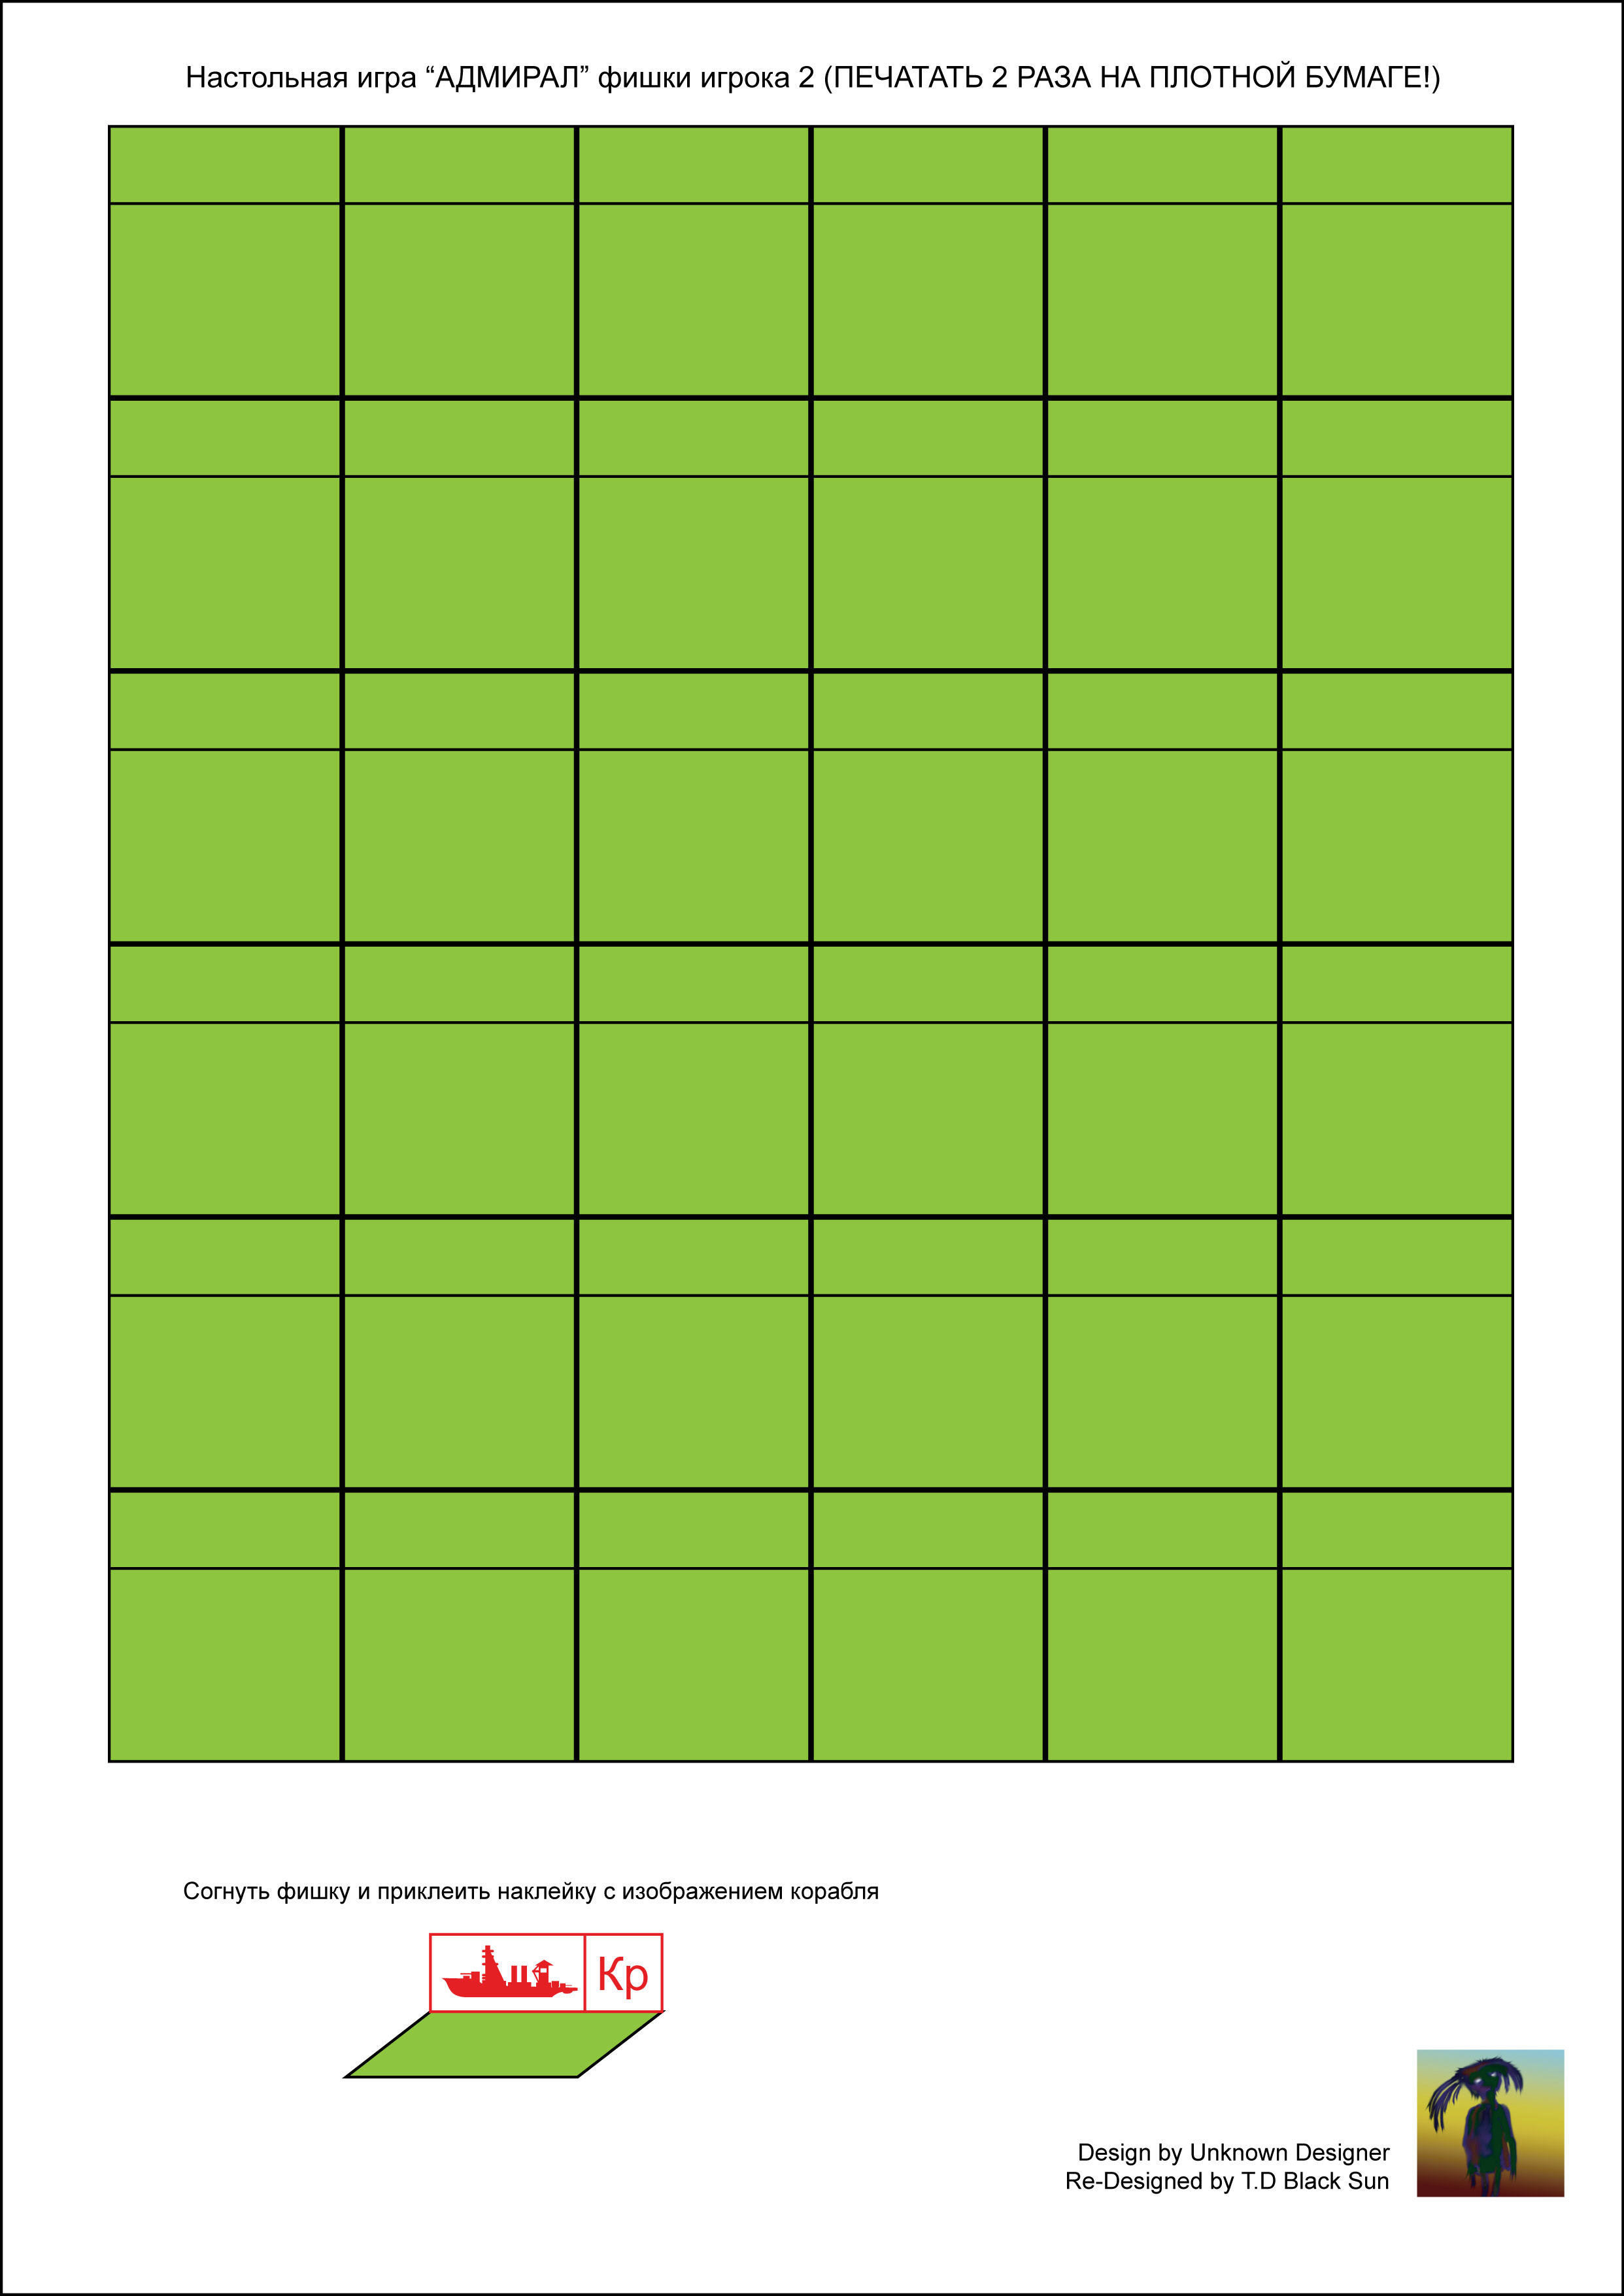 Настольная игра “АДМИРАЛ” фишки игрока 2 (ПЕЧАТАТЬ 2 РАЗА НА ПЛОТНОЙ БУМАГЕ!)
Согнуть фишку и приклеить наклейку с изображением корабля
Кр
Design by Unknown Designer
Re-Designed by T.D Black Sun